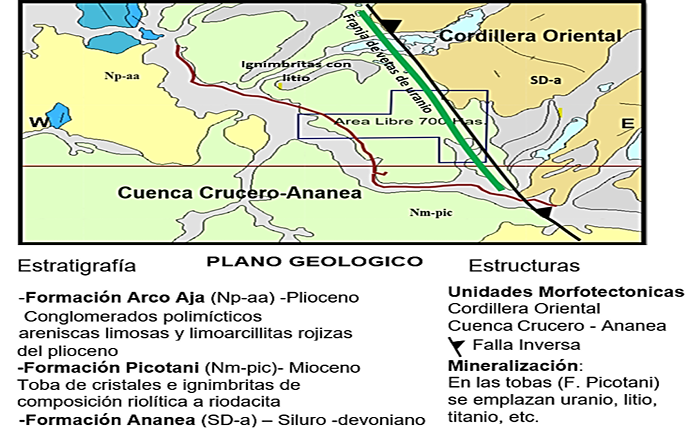 Cordillera Oriental
Franja de vetas de uranio
Ignimbritas con
litio
Np-aa
SD-a
W
Area Libre 700 Has.
E
Cuenca Crucero-Ananea
Nm-pic
PLANO GEOLOGICO
Estratigrafía
-Formación Arco Aja (Np-aa) -Plioceno
Conglomerados polimícticos
areniscas limosas y limoarcillitas rojizas
del plioceno
-Formación Picotani (Nm-pic)- Mioceno
Toba de cristales e ignimbritas de
composición riolítica a riodacita
-Formación Ananea (SD-a) – Siluro -devoniano
Estructuras
Unidades Morfotectonicas
Cordillera Oriental
Cuenca Crucero - Ananea
Falla Inversa
Mineralización:
En las tobas (F. Picotani)
se emplazan uranio, litio,
titanio, etc.